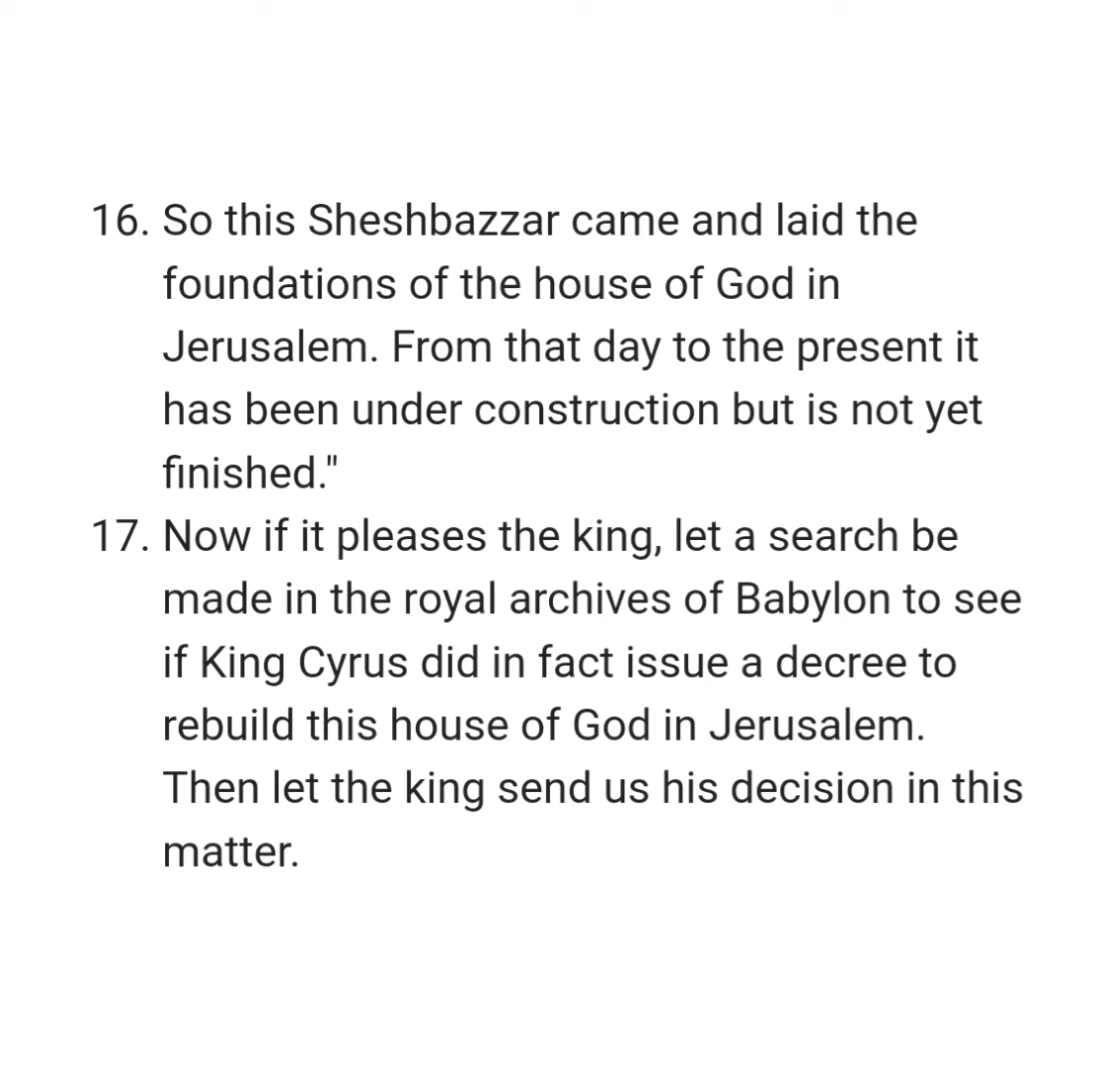 16. So this Sheshbazzar came and laid the
foundations of the house of God in
Jerusalem. From that day to the present it
has been under construction but is not yet
finished."
17. Now if it pleases the king, let a search be
made in the royal archives of Babylon to see
if King Cyrus did in fact issue a decree to
rebuild this house of God in Jerusalem.
Then let the king send us his decision in this
matter.